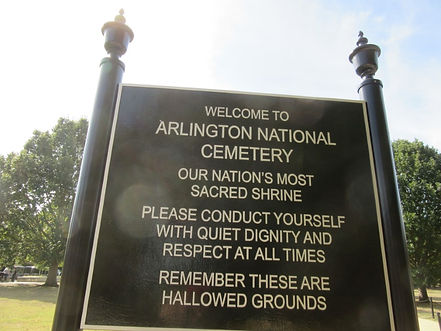 WELCOME TO
ARLINGTON NATIONAL
CEMETERY
OUR NATION'S MOST
SACRED SHRINE
PLEASE CONDUCT YOURSELF
WITH QUIET DIGNITY AND
RESPECT AT ALL TIMES
REMEMBER THESE ARE
HALLOWED GROUNDS